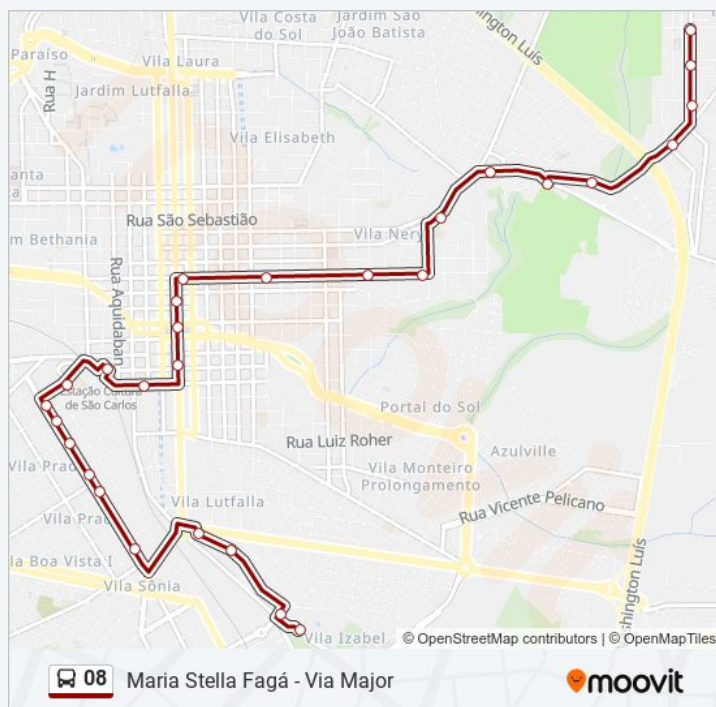 Vila Costa
do Sol
Jardim São
João Batista
hington Luís
Paraíso
Vila Laura
Rua H
Jardim Lutfalla
Vila Elisabeth
anta
a
Rua São Sebastião
m Bethania
Vila Nery
Rua Aquidaban
Estação Cultura
de São Carlos
Portal do Sol
Rua Luiz Roher
Azulville
Vila Prado
Vila Monteiro
Prolongamento
Vila Lutfalla
Rua Vicente Pelicano
Vila Prad
la Boa Vista I
Vila Sônia
shington Luís
Vila Izabel
© OpenStreetMap contributors | © OpenMapTiles
08 Maria Stella Fagá - Via Major
moovit